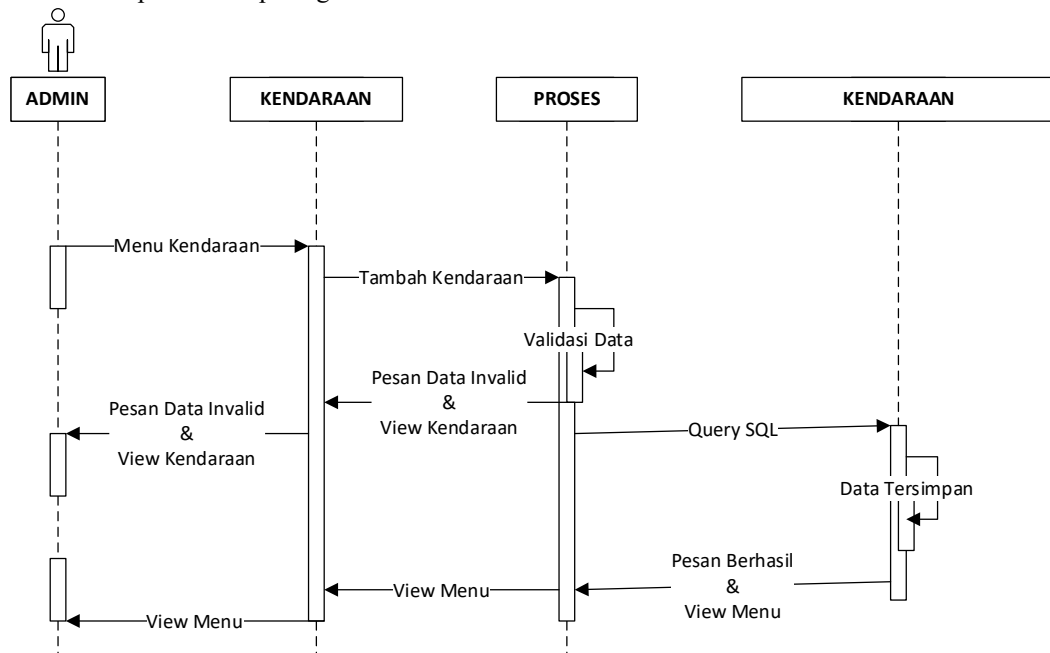 ADMIN
KENDARAAN
PROSES
KENDARAAN
Menu Kendaraan
Tambah Kendaraan
Validasi Data
Pesan Data Invalid
&
View Kendaraan
Pesan Data Invalid
&
View Kendaraan
Query SQL
Data Tersimpan
Pesan Berhasil
&
View Menu
View Menu
View Menu